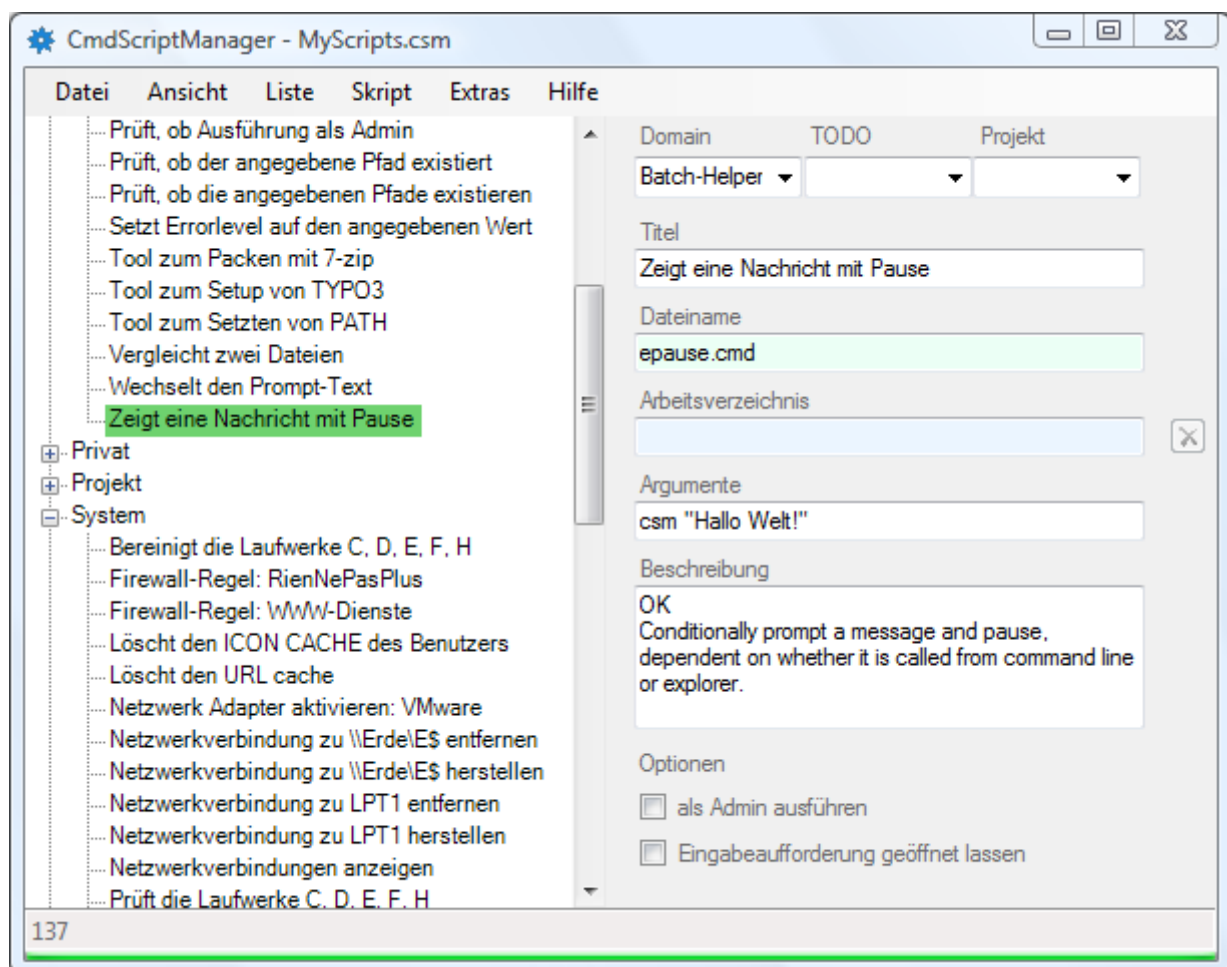 CmdScriptManager - MyScripts.csm
Datei Ansicht Liste Skript Extras Hilfe
Prüft, ob Ausführung als Admin
Prüft, ob der angegebene Pfad existiert
Prüft, ob die angegebenen Pfade existieren
Setzt Errorlevel auf den angegebenen Wert
Tool zum Packen mit 7-zip
Tool zum Setup von TYPO3
Tool zum Setzten von PATH
Vergleicht zwei Dateien
Wechselt den Prompt-Text
Zeigt eine Nachricht mit Pause
Privat
Projekt
System
Bereinigt die Laufwerke C, D, E, F, H
Firewall-Regel: RienNePasPlus
Firewall-Regel: WWW-Dienste
Löscht den ICON CACHE des Benutzers
Löscht den URL cache
Netzwerk Adapter aktivieren: VMware
Netzwerkverbindung zu \\Erde\E$ entfernen
Netzwerkverbindung zu \\Erde\E$ herstellen
Netzwerkverbindung zu LPT1 entfernen
Netzwerkverbindung zu LPT1 herstellen
Netzwerkverbindungen anzeigen
Prüft die Laufwerke C, D, E, F, H
Domain TODO Projekt
Batch-Helper
Titel
Zeigt eine Nachricht mit Pause
Dateiname
epause.cmd
Arbeitsverzeichnis
Argumente
csm "Hallo Welt!"
Beschreibung
OK
Conditionally prompt a message and pause,
dependent on whether it is called from command line
or explorer.
Optionen
als Admin ausführen
Eingabeaufforderung geöffnet lassen
137